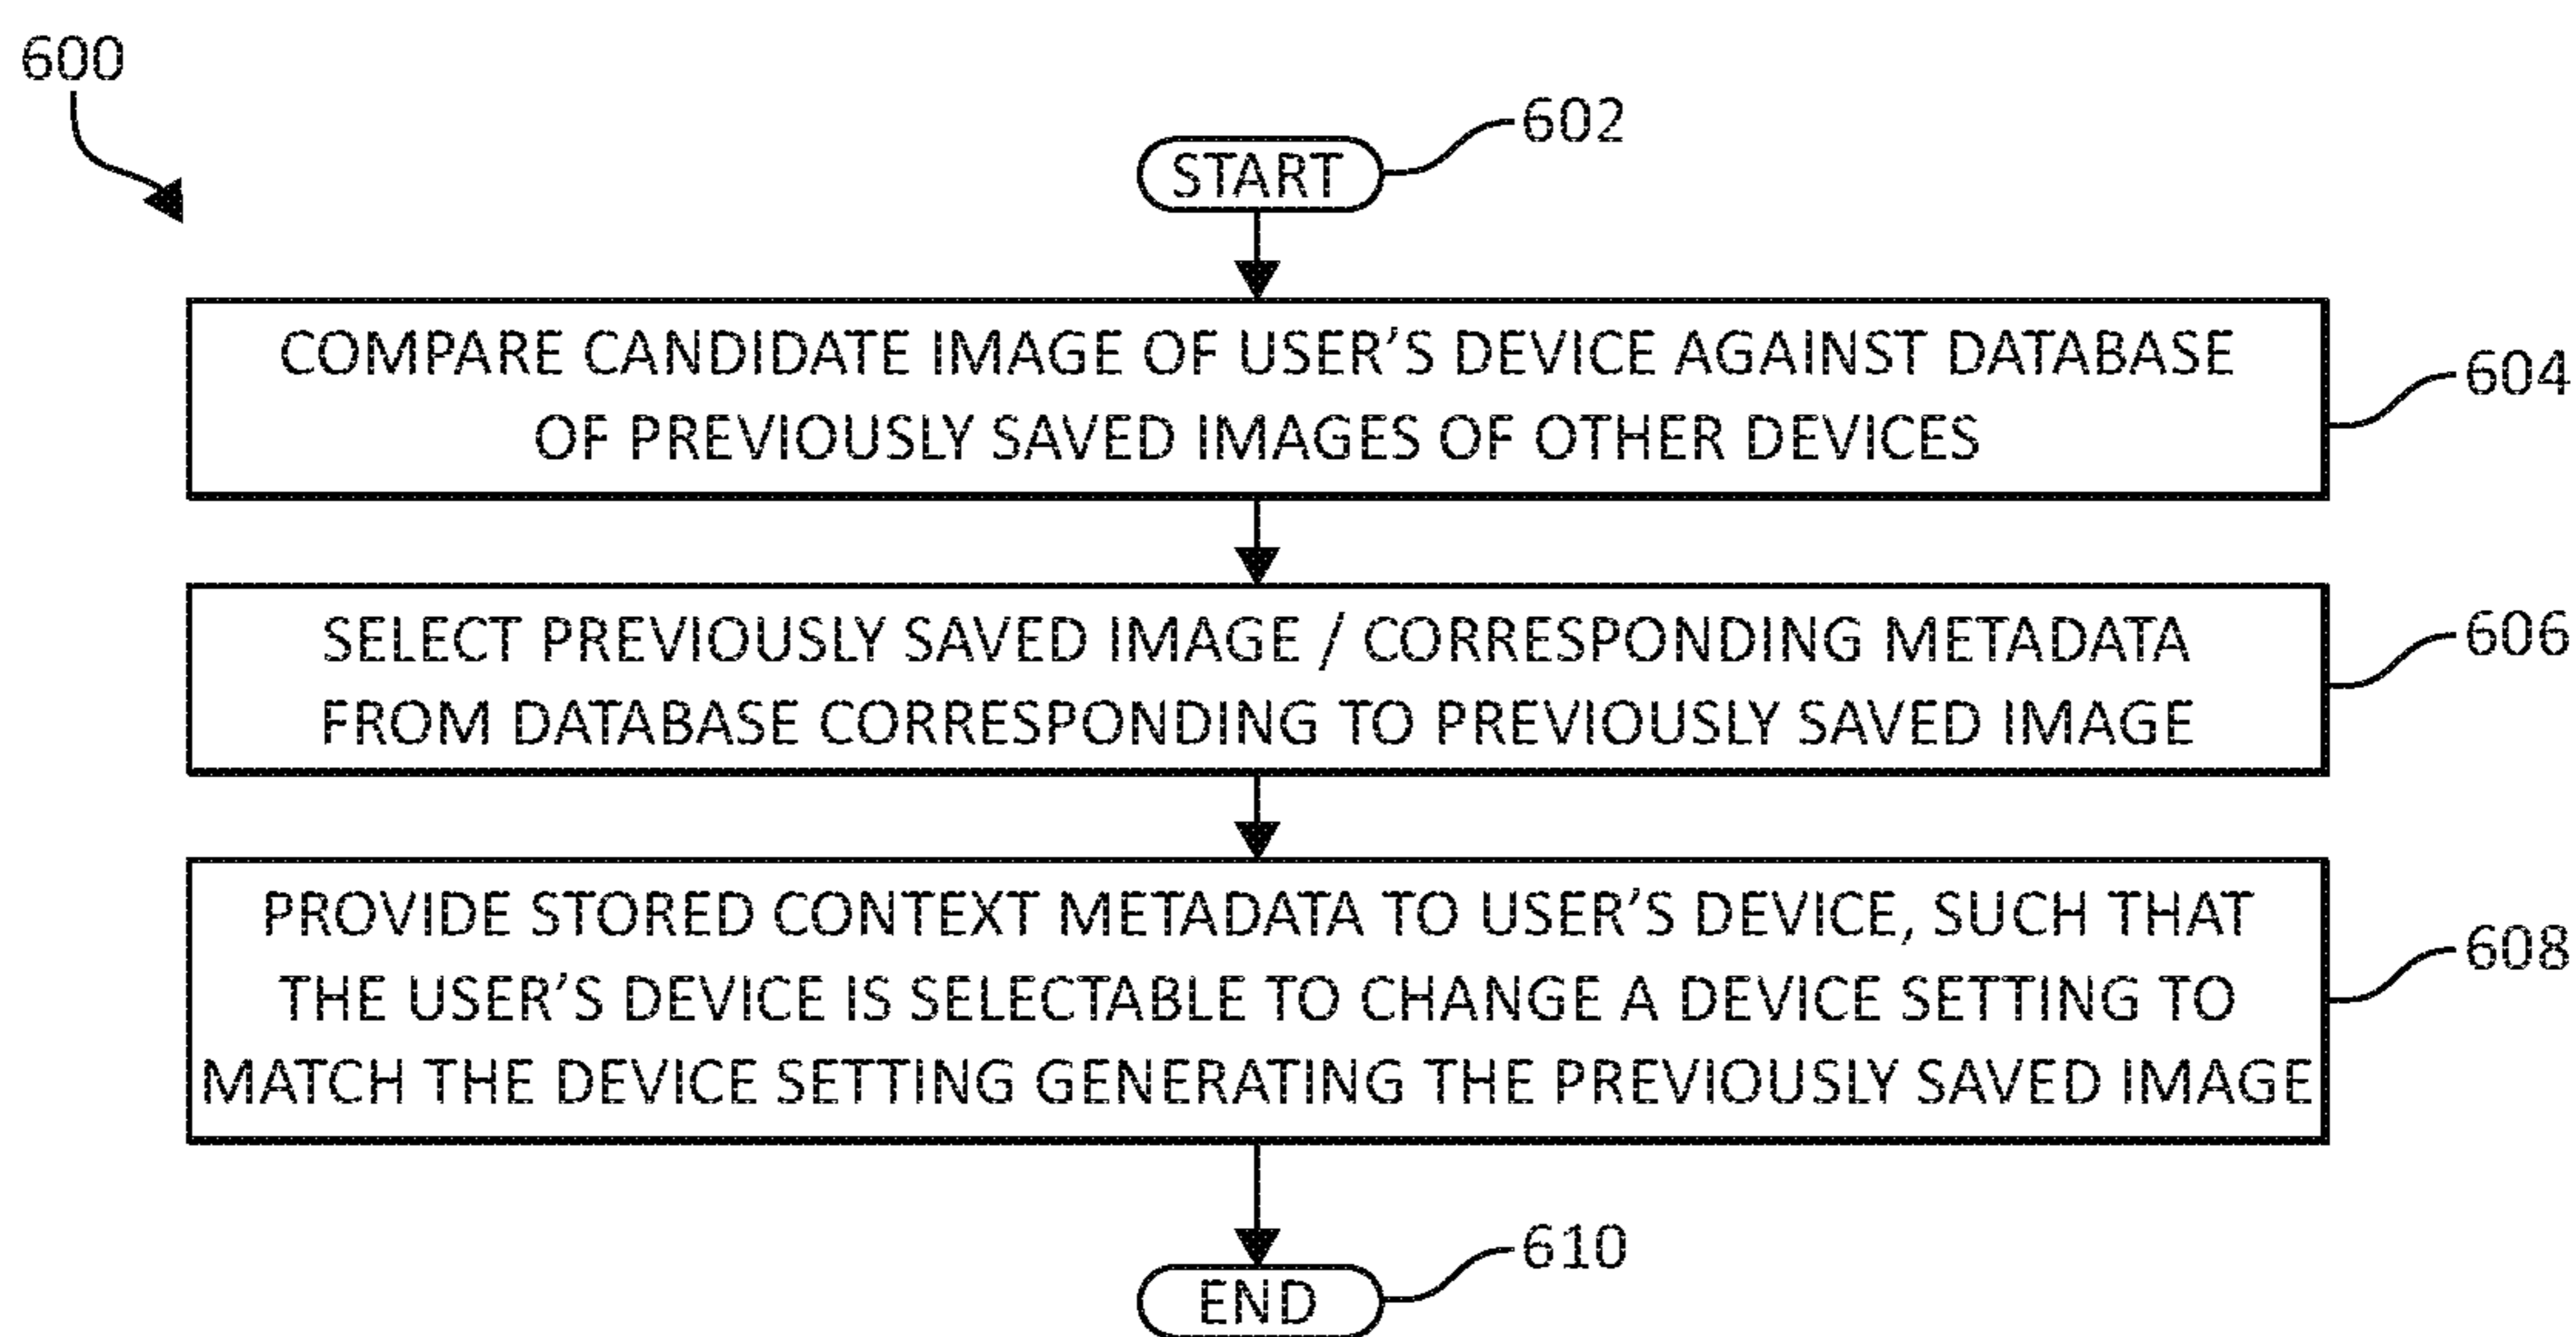 600
602
START
COMPARE CANDIDATE IMAGE OF USER’S DEVICE AGAINST DATABASE
OF PREVIOUSLY SAVED IMAGES OF OTHER DEVICES
604
SELECT PREVIOUSLY SAVED IMAGE / CORRESPONDING METADATA
FROM DATABASE CORRESPONDING TO PREVIOUSLY SAVED IMAGE
606
PROVIDE STORED CONTEXT METADATA TO USER’S DEVICE, SUCH THAT
THE USER’S DEVICE IS SELECTABLE TO CHANGE A DEVICE SETTING TO
MATCH THE DEVICE SETTING GENERATING THE PREVIOUSLY SAVED IMAGE
608
610
END